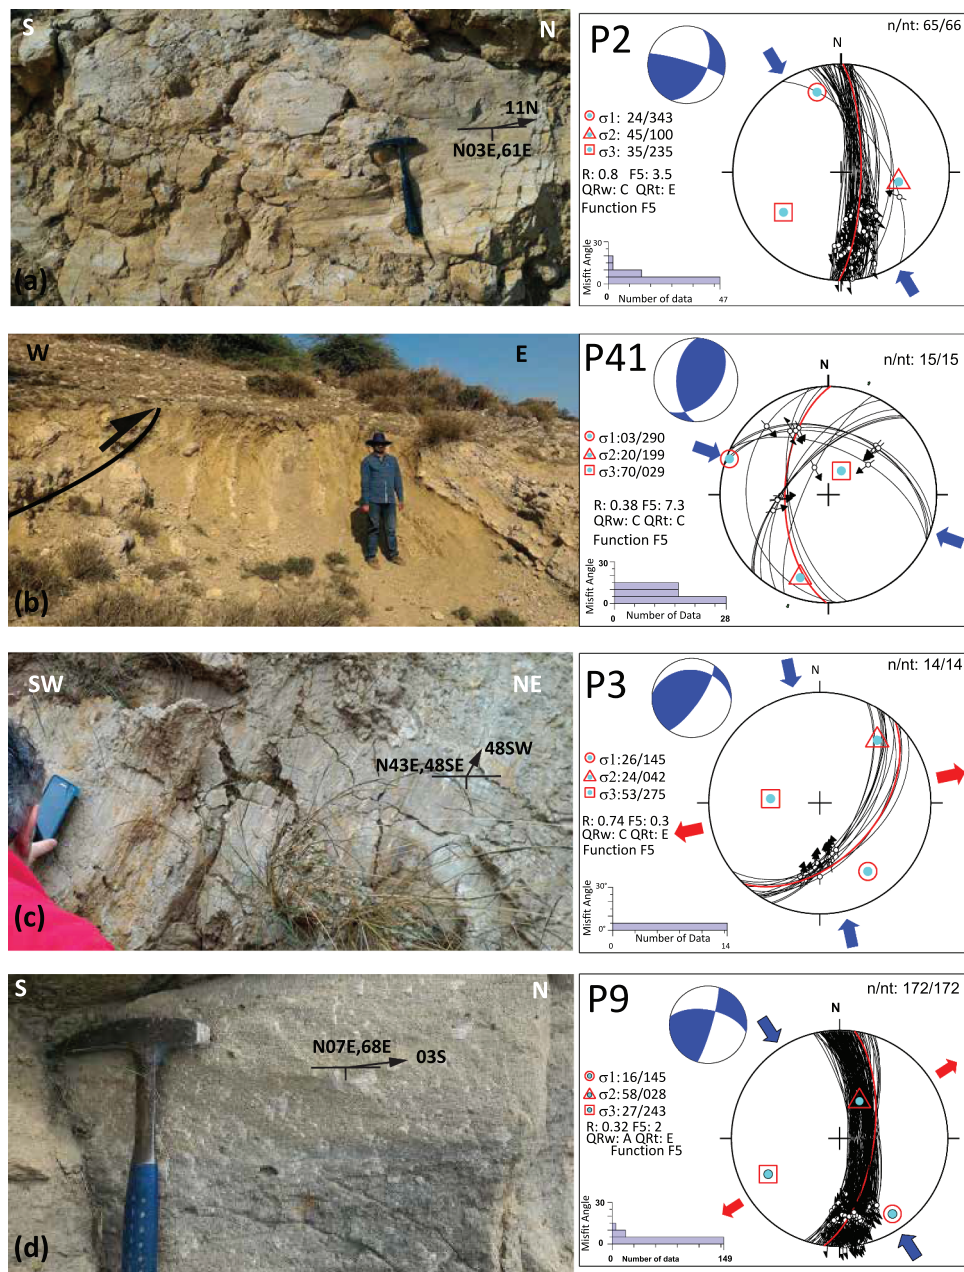 S
N
11N
N03E,61E
(a)
P2
n/nt: 65/66
N
σ1: 24/343
σ2: 45/100
σ3: 35/235
R: 0.8 F5: 3.5
QRw: C QRt: E
Function F5
30
Misfit Angle
0
0
Number of data
47
W
E
(b)
P41
n/nt: 15/15
N
σ1:03/290
σ2:20/199
σ3:70/029
R: 0.38 F5: 7.3
QRw: C QRt: C
Function F5
30
Misfit Angle
0
Number of Data
0
28
SW
NE
48SW
N43E,48SE
(c)
P3
n/nt: 14/14
N
σ1:26/145
σ2:24/042
σ3:53/275
R: 0.74 F5: 0.3
QRw: C QRt: E
Function F5
30°
Misfit Angle
0°
0
14
Number of Data
S
N
N07E,68E
03S
(d)
P9
n/nt: 172/172
N
σ1:16/145
σ2:58/028
σ3:27/243
R: 0.32 F5: 2
QRw: A QRt: E
Function F5
30
Misfit Angle
0
0
Number of data
149